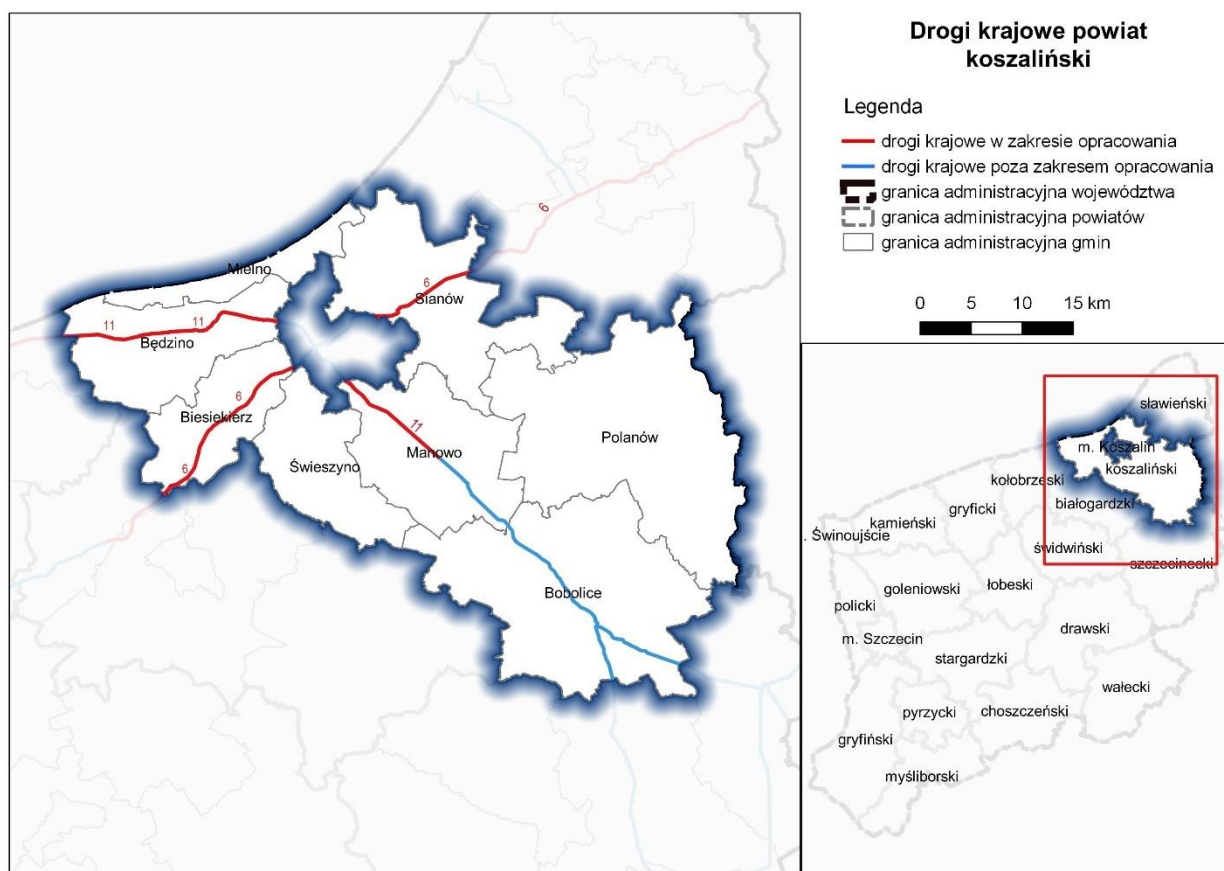 Drogi krajowe powiat
koszaliński
Legenda
drogi krajowe w zakresie opracowania
drogi krajowe poza zakresem opracowania
granica administracyjna województwa
granica administracyjna powiatów
granica administracyjna gmin
0 5 10 15 km
6
Mielno
6
Sianów
11
11
Będzino
6
Biesiekierz
11
Manowo
Polanów
Świeszyno
6
Bobolice
sławieński
m. Koszalin
koszaliński
kołobrzeski
białogardzki
gryficki
kamieński
. Świnoujście
świdwiński
szczecinecki
goleniowski
łobeski
policki
drawski
m. Szczecin
stargardzki
wałecki
pyrzycki
choszczeński
gryfiński
myśliborski